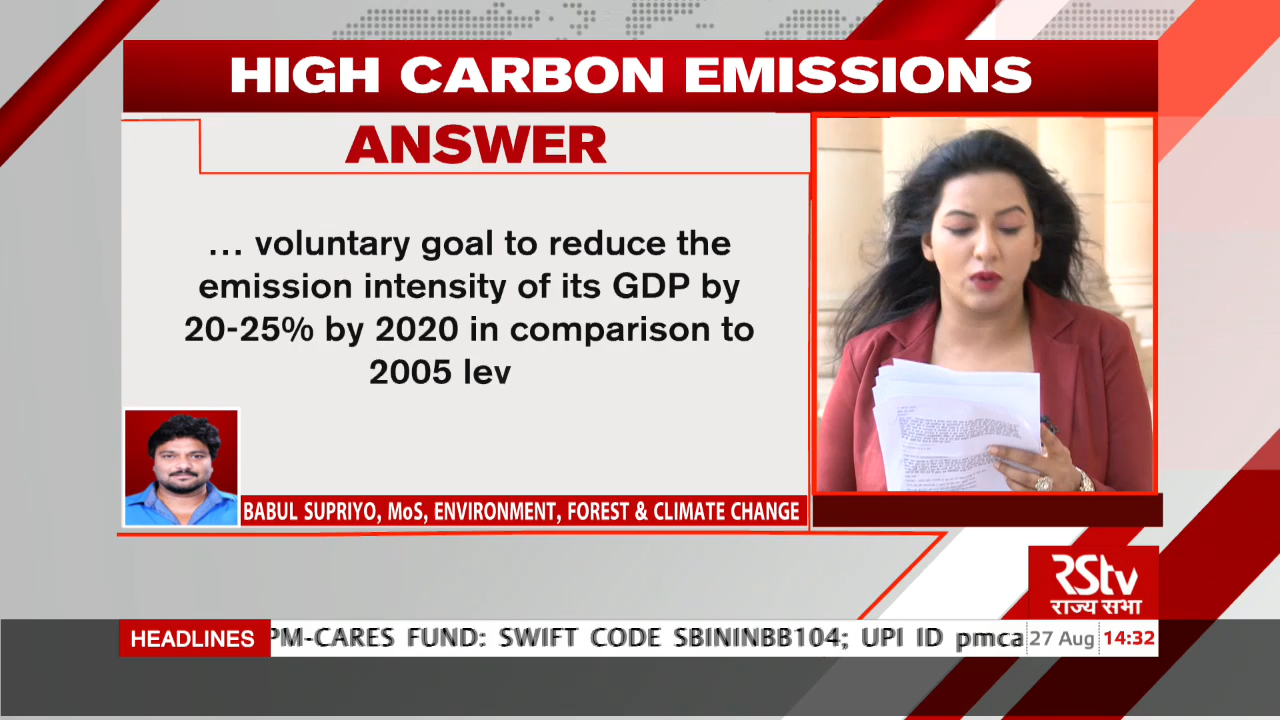 HIGH CARBON EMISSIONS
ANSWER
... voluntary goal to reduce the
emission intensity of its GDP by
20-25% by 2020 in comparison to
2005 lev
BABUL SUPRIYO, MoS, ENVIRONMENT, FOREST & CLIMATE CHANGE
RStv
राज्य सभा
HEADLINES PM-CARES FUND: SWIFT CODE SBININBB104; UPI ID pmca 27 Aug 14:32